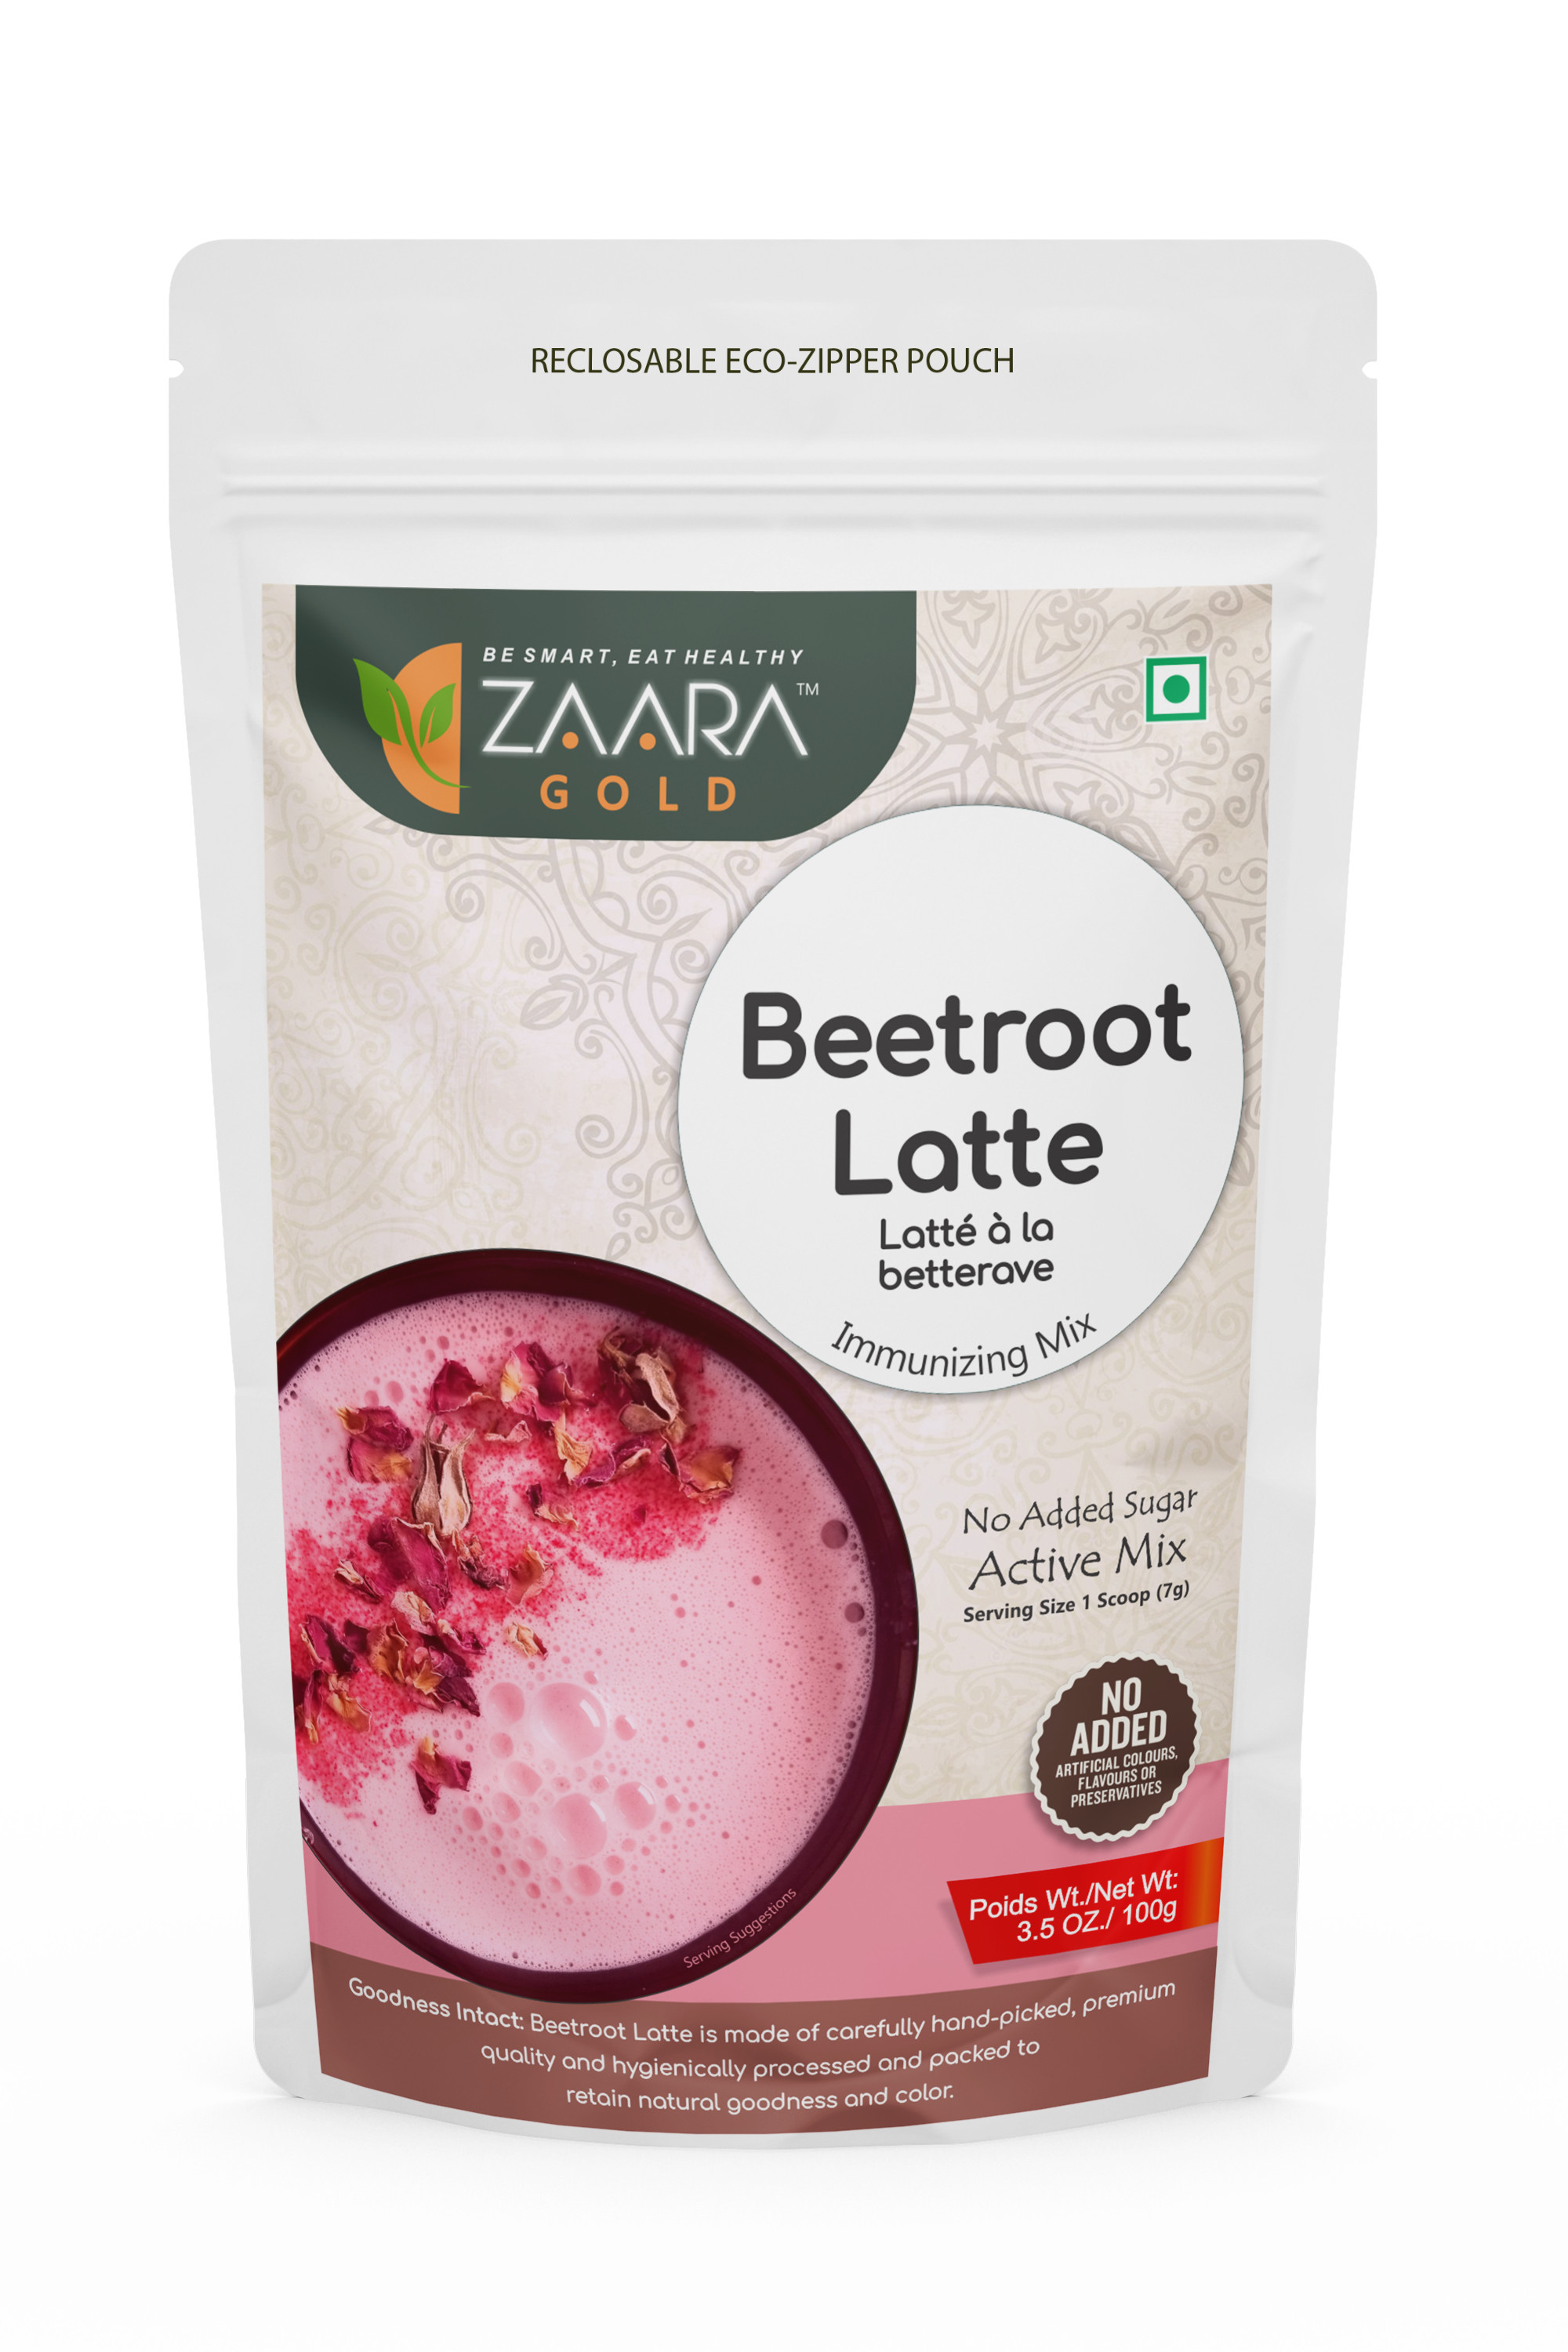 RECLOSABLE ECO-ZIPPER POUCH
BE SMART, EAT HEALTHY
ZAARA™
GOLD
Beetroot
Latte
Latté à la
betterave
Immunizing Mix
No Added Sugar
Active Mix
Serving Size 1 Scoop (7g)
NO
ADDED
ARTIFICIAL COLOURS,
FLAVOURS OR
PRESERVATIVES
Poids Wt./Net Wt:
3.5 OZ./ 100g
Serving Suggestions
Goodness Intact: Beetroot Latte is made of carefully hand-picked, premium
quality and hygienically processed and packed to
retain natural goodness and color.